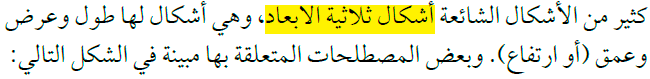 كثير من الأشكال الشائعة أشكال ثلاثية الابعاد، وهي أشكال لها طول وعرض
وعمق (أو ارتفاع). وبعض المصطلحات المتعلقة بها مبينة في الشكل التالي: